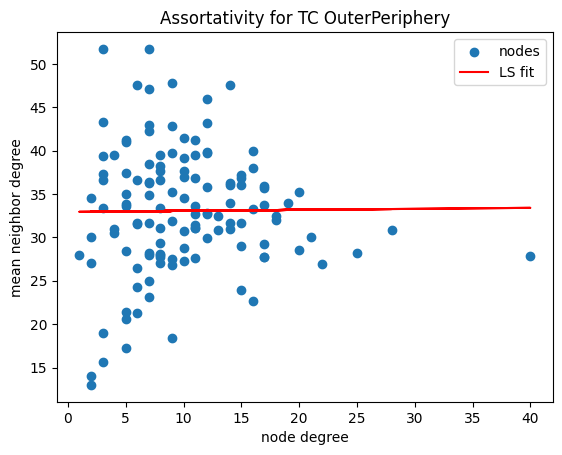 Assortativity for TC OuterPeriphery
nodes
LS fit
mean neighbor degree
50
45
40
35
30
25
20
15
0 5 10 15 20 25 30 35 40
node degree